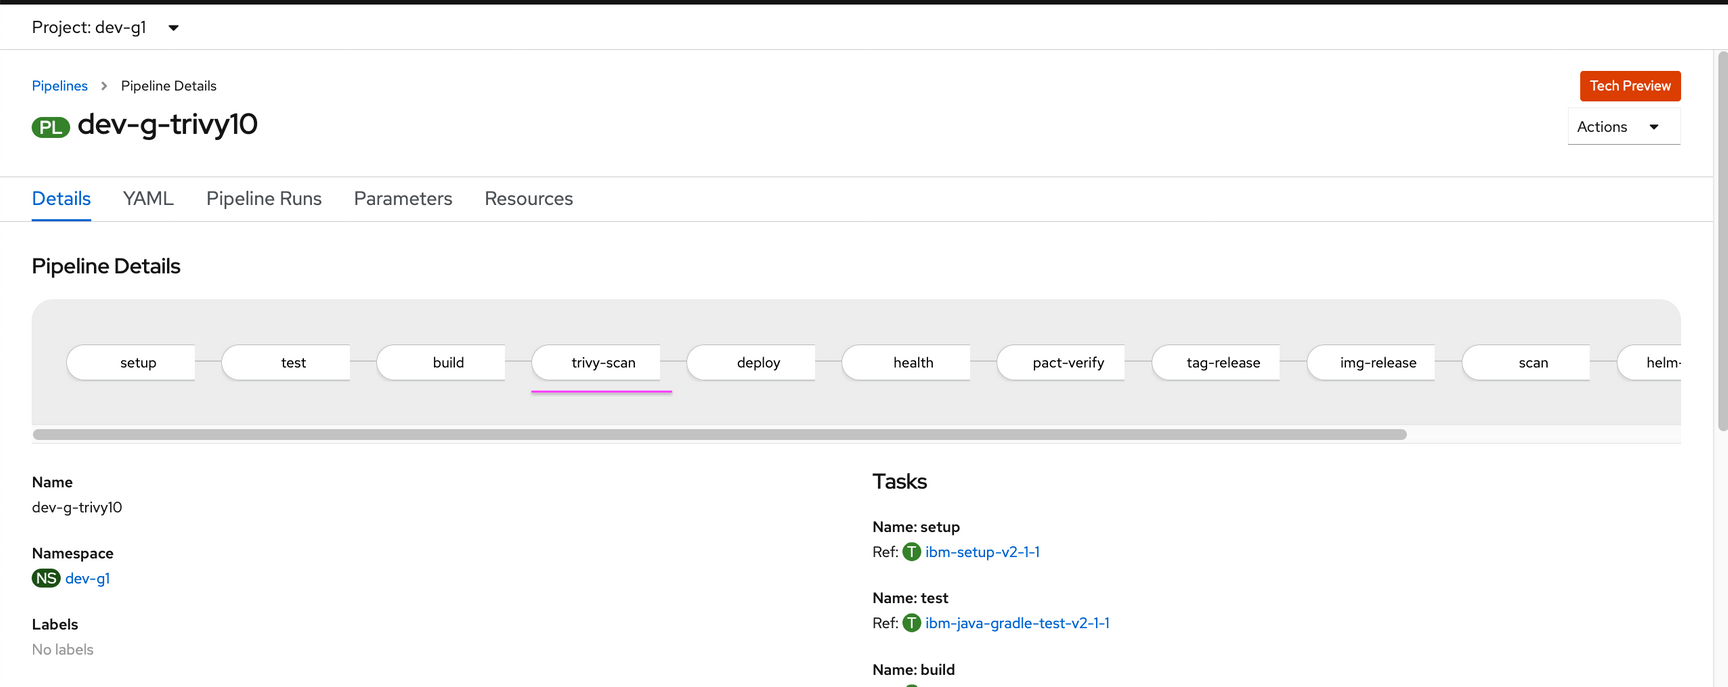 Project: dev-g1
Pipelines > Pipeline Details
Tech Preview
PL dev-g-trivy10
Actions
Details YAML Pipeline Runs Parameters Resources
Pipeline Details
setup test build trivy-scan deploy health pact-verify tag-release img-release scan helm-
Name
dev-g-trivy10
Namespace
NS dev-g1
Labels
No labels
Tasks
Name: setup
Ref: T ibm-setup-v2-1-1
Name: test
Ref: T ibm-java-gradle-test-v2-1-1
Name: build